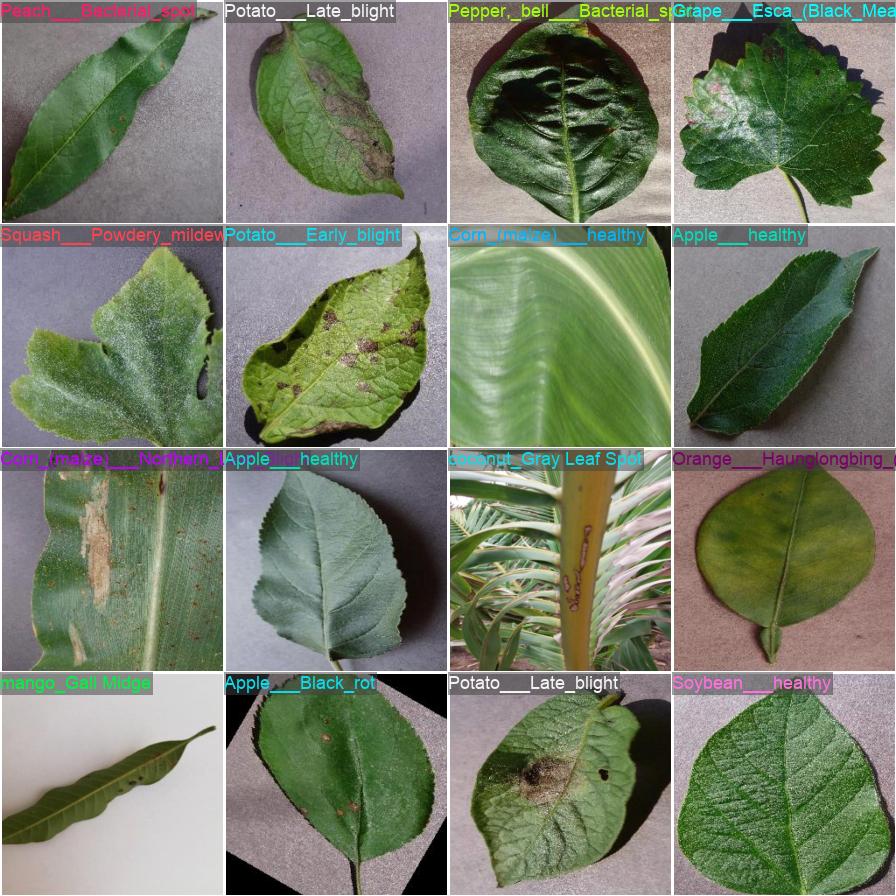 Peach___Bacterial_spot
Potato___Late_blight
Pepper,_bell___Bacterial_sp
Grape___Esca_(Black_Mea
Squash___Powdery_mildew
Potato___Early_blight
Corn_(maize)___healthy
Apple___healthy
Corn_(maize)___Northern_L
Apple___healthy
coconut_Gray Leaf Spot
Orange___Haunglongbing_(
mango_Gall Midge
Apple___Black_rot
Potato___Late_blight
Soybean___healthy